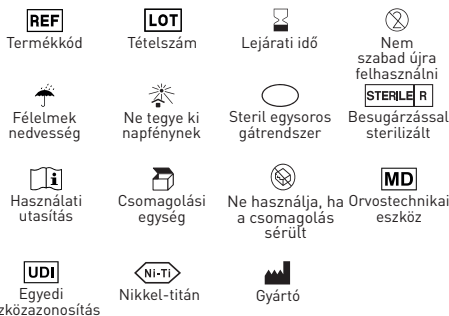 REF
LOT
Termékkód
Tételszám
Lejárati idő
Nem
szabad újra
felhasználni
STERILE R
Félelmek
nedvesség
Ne tegye ki
napfénynek
Steril egysoros
gátrendszer
Besugárzással
sterilizált
i
Használati
utasítás
Csomagolási
egység
Ne használja, ha
a csomagolás
sérült
MD
Orvostechnikai
eszköz
UDI
Egyedi
zközazonosítás
Ni-Ti
Nikkel-titán
Gyártó